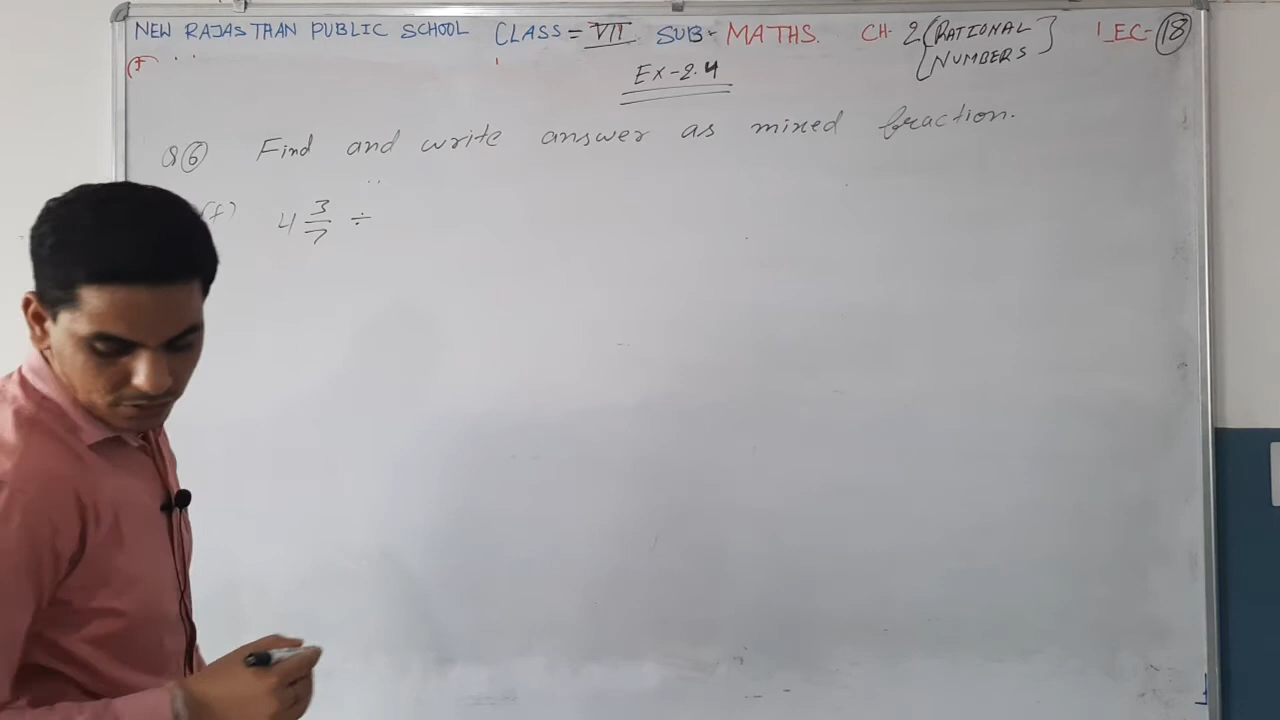 NEW RAJASTHAN PUBLIC SCHOOL CLASS = VII SUB- MATHS. CH- 2 {RATIONAL NUMBERS} LEC- 18
EX-2.4
Q 6 Find and write answer as mixed fraction.
(f) 4 3/7 ÷